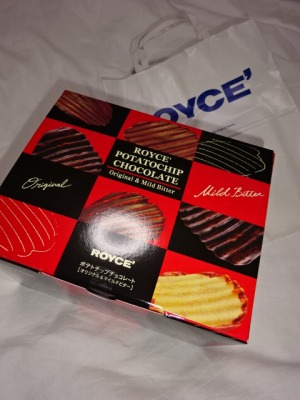 ROYCE'
ROYCE'
POTATOCHIP
CHOCOLATE
Original & Mild Bitter
Original
Mild Bitter
ROYCE'
ポテトチップチョコレート
[オリジナル&マイルドビター]